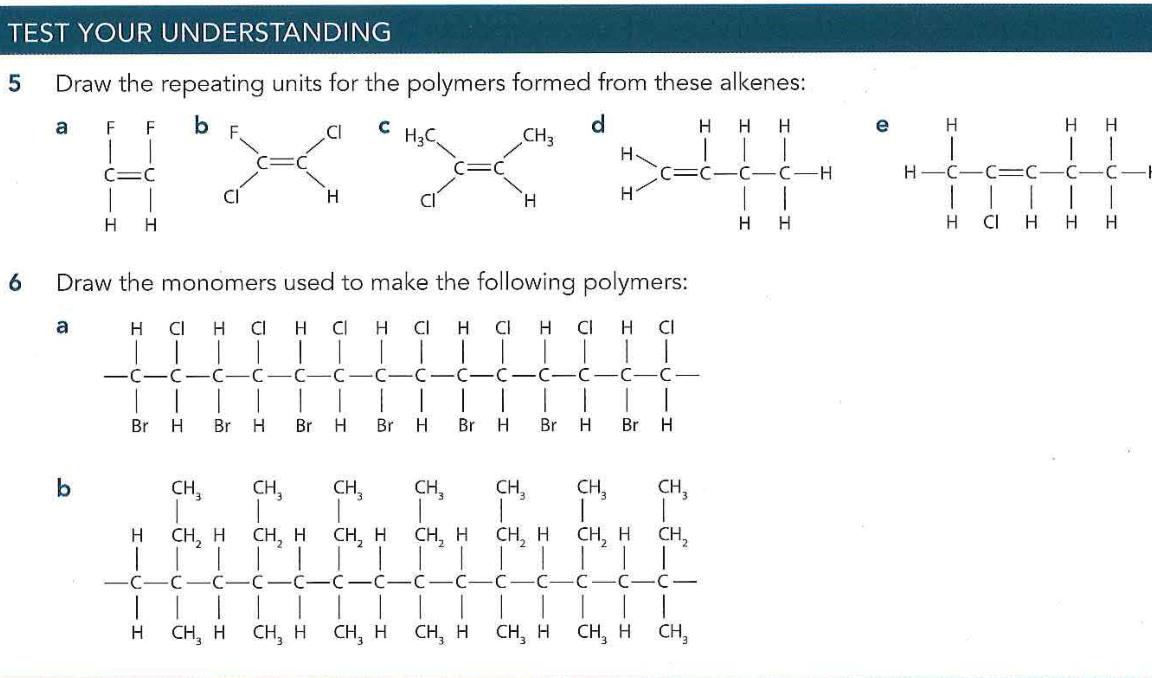 TEST YOUR UNDERSTANDING
5 Draw the repeating units for the polymers formed from these alkenes:
a F F b F Cl c H₃C CH₃ d H H H e H H H
H
C=C C=C C=C C=C-C-C-H H-C-C=C-C-C-H
H
Cl H Cl H
H H H H H Cl H H H
6 Draw the monomers used to make the following polymers:
a H Cl H Cl H Cl H Cl H Cl H Cl H Cl
-C-C-C-C-C-C-C-C-C-C-C-C-C-C-
Br H Br H Br H Br H Br H Br H Br H
b CH₃ CH₃ CH₃ CH₃ CH₃ CH₃ CH₃
H CH₂ H CH₂ H CH₂ H CH₂ H CH₂ H CH₂ H CH₂
-C-C-C-C-C-C-C-C-C-C-C-C-C-C-
H CH₃ H CH₃ H CH₃ H CH₃ H CH₃ H CH₃ H CH₃